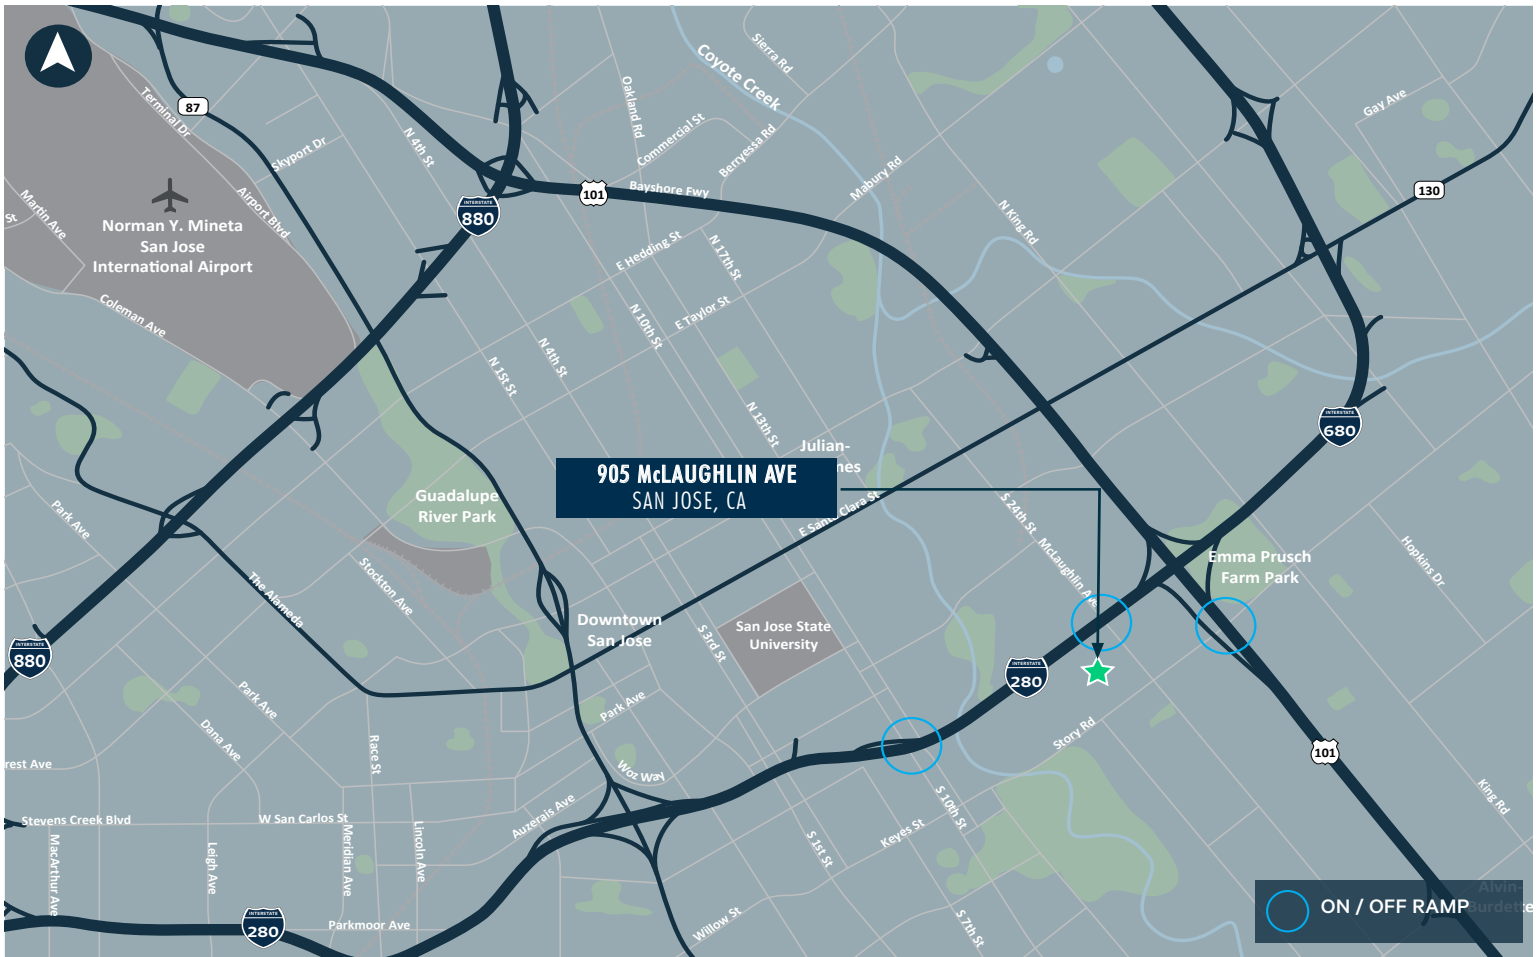 Sierra Rd
Coyote Creek
87
Terminal Dr
Oakland Rd
Gay Ave
Commercial St
N 4th St
Berryessa Rd
Skyport Dr
Mabury Rd
INTERSTATE
880
101
Bayshore Fwy
130
Martin Ave
St
Airport Blvd
Norman Y. Mineta
San Jose
International Airport
N King Rd
E Hedding St
N 17th St
Coleman Ave
E Taylor St
N 10th St
N 4th St
N 1St St
N 13th St
INTERSTATE
680
Julian-
905 McLAUGHLIN AVE
SAN JOSE, CA
Guadalupe
River Park
Park Ave
S 24th St
McLaughlin Ave
Emma Prusch
Farm Park
Hopkins Dr
Stockton Ave
The Alameda
Downtown
San Jose
S 3rd St
San Jose State
University
INTERSTATE
880
INTERSTATE
280
Park Ave
Park Ave
Dana Ave
Race St
Story Rd
101
Woz Way
S 10th St
King Rd
Auzerais Ave
Keyes St
Stevens Creek Blvd
W San Carlos St
MacArthur Ave
Leigh Ave
Meridian Ave
Lincoln Ave
S 1st St
Willow St
S 7th St
INTERSTATE
280
Parkmoor Ave
ON / OFF RAMP
Alvin-